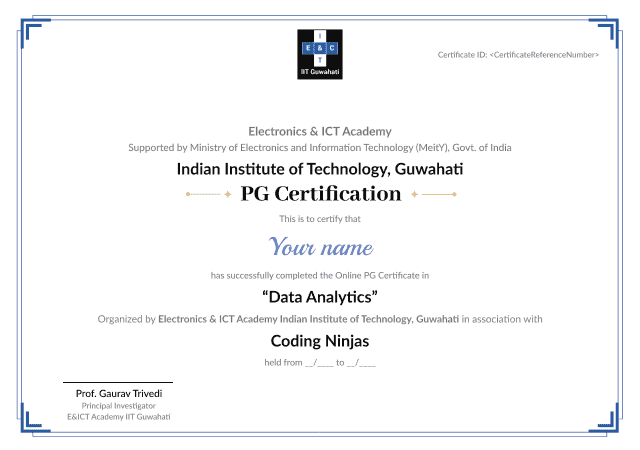 I
E & C
T
IIT Guwahati
Certificate ID: <CertificateReferenceNumber>
Electronics & ICT Academy
Supported by Ministry of Electronics and Information Technology (MeitY), Govt. of India
Indian Institute of Technology, Guwahati
PG Certification
This is to certify that
Your name
has successfully completed the Online PG Certificate in
“Data Analytics”
Organized by Electronics & ICT Academy Indian Institute of Technology, Guwahati in association with
Coding Ninjas
held from __/____ to __/____
Prof. Gaurav Trivedi
Principal Investigator
E&ICT Academy IIT Guwahati